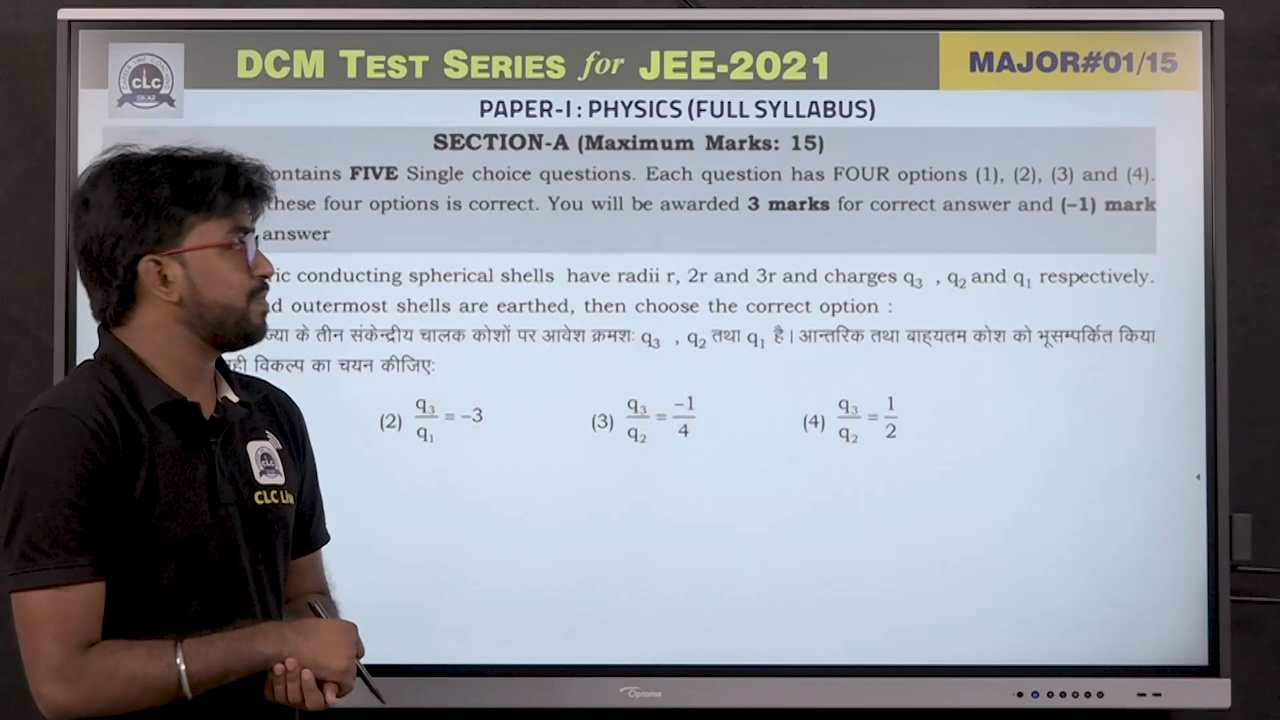 DCM TEST SERIES for JEE-2021
MAJOR#01/15
CLC
PAPER-I : PHYSICS (FULL SYLLABUS)
SECTION-A (Maximum Marks: 15)
ontains FIVE Single choice questions. Each question has FOUR options (1), (2), (3) and (4).
these four options is correct. You will be awarded 3 marks for correct answer and (−1) mark
answer
ric conducting spherical shells have radii r, 2r and 3r and charges q₃ , q₂ and q₁ respectively.
d outermost shells are earthed, then choose the correct option :
ज्या के तीन संकेन्द्रीय चालक कोशों पर आवेश क्रमशः q₃ , q₂ तथा q₁ है। आन्तरिक तथा बाह्यतम कोश को भूसम्पर्कित किया
ही विकल्प का चयन कीजिए:
(2) q₃/q₁ = −3 (3) q₃/q₂ = −1/4 (4) q₃/q₂ = 1/2
CLC
CLC Live
Optoma